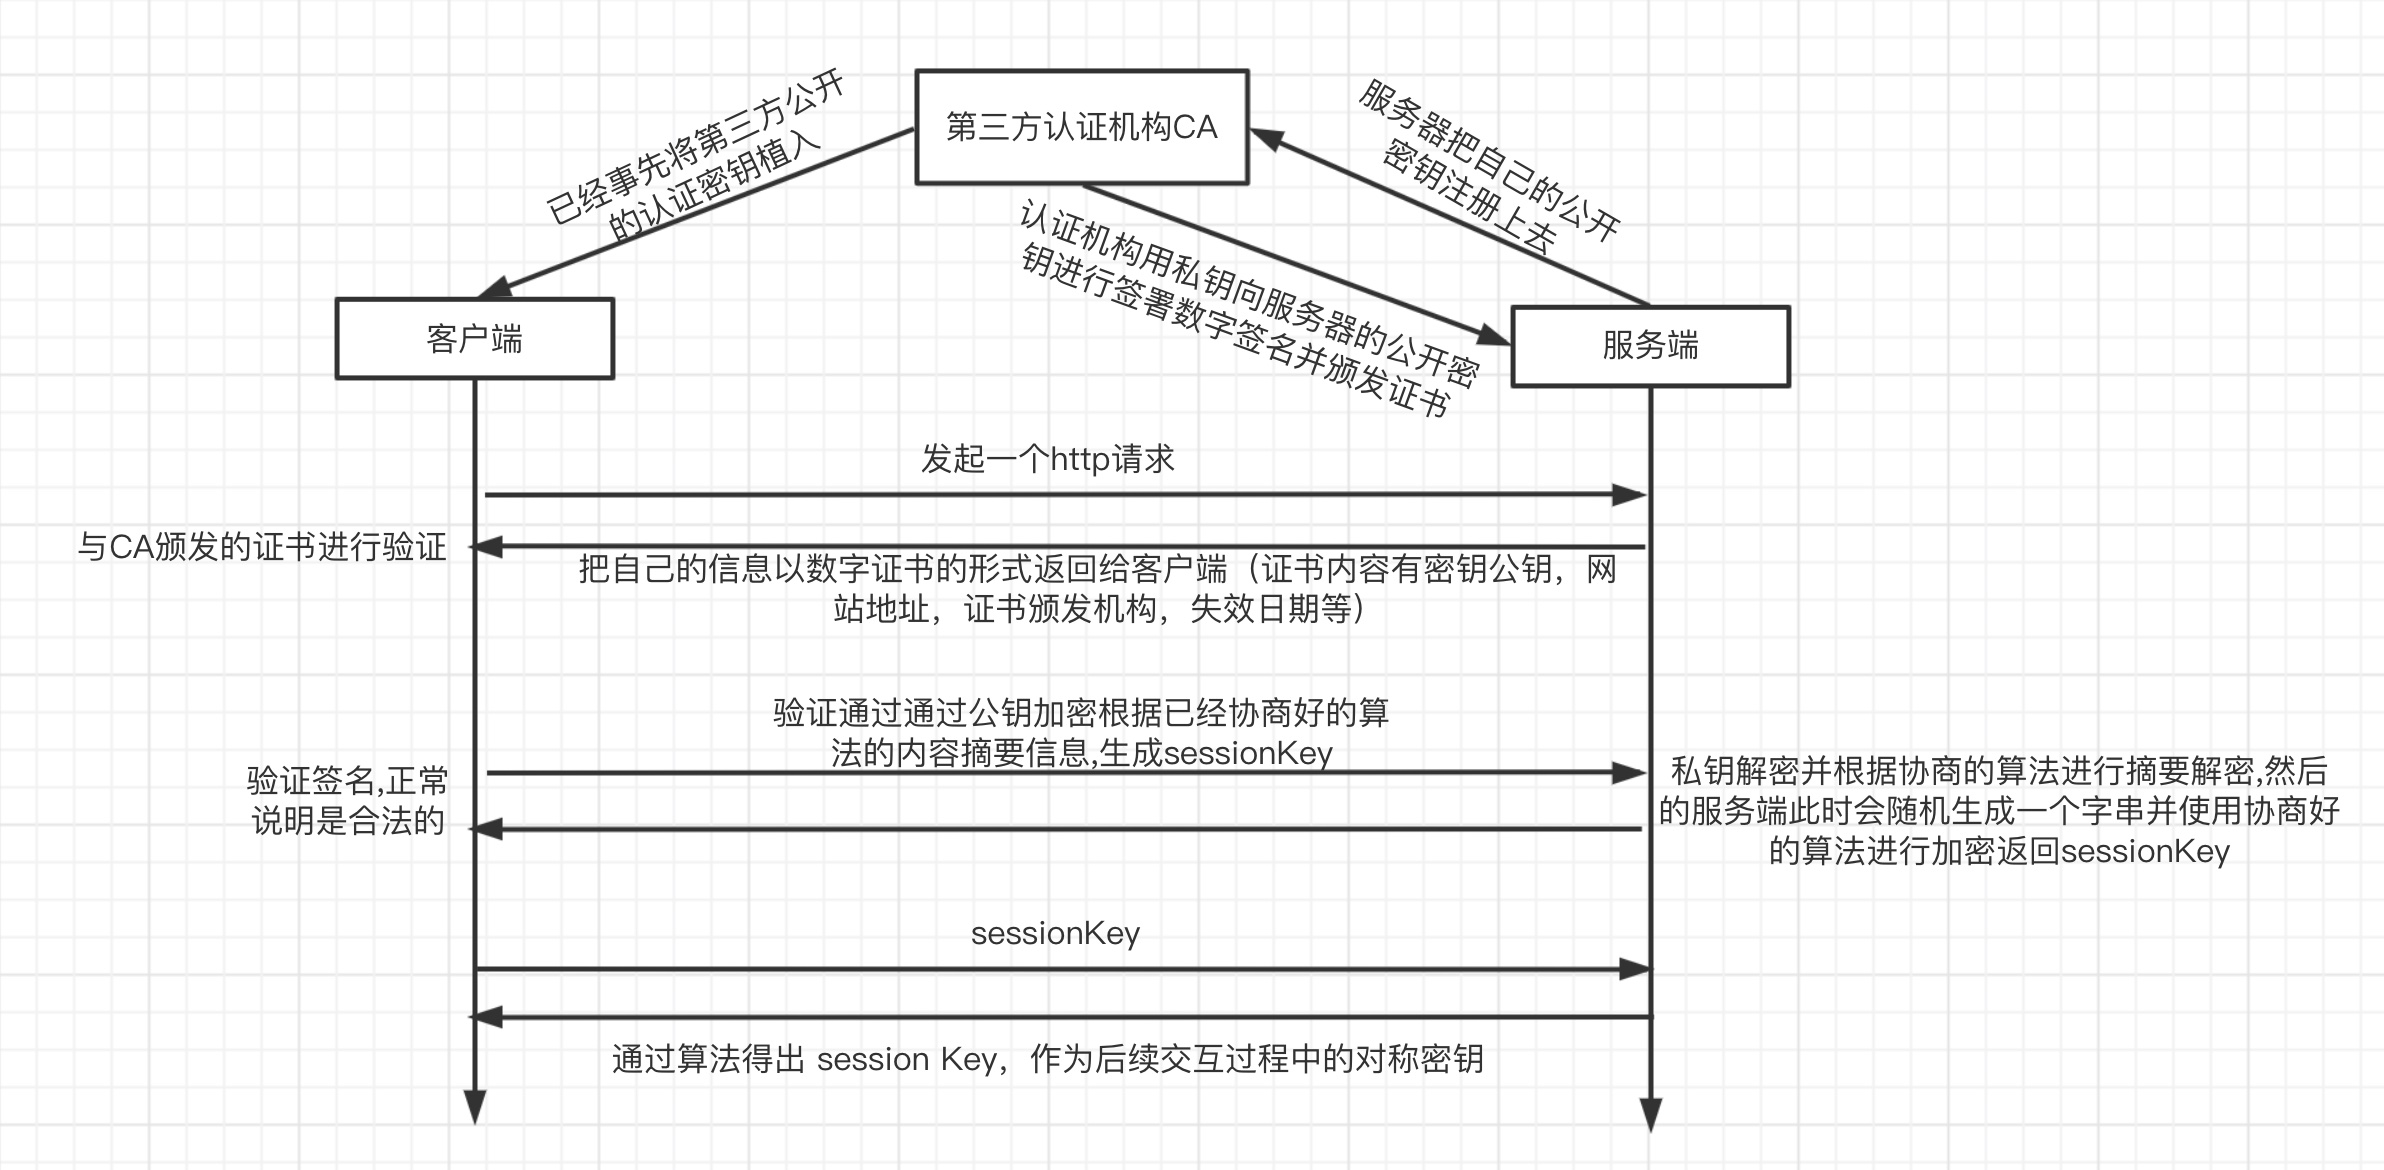 第三方认证机构CA
已经事先将第三方公开
的认证密钥植入
服务器把自己的公开
密钥注册上去
认证机构用私钥向服务器的公开密
钥进行签署数字签名并颁发证书
客户端
服务端
发起一个http请求
与CA颁发的证书进行验证
把自己的信息以数字证书的形式返回给客户端（证书内容有密钥公钥，网
站地址，证书颁发机构，失效日期等）
验证通过通过公钥加密根据已经协商好的算
法的内容摘要信息,生成sessionKey
验证签名,正常
说明是合法的
私钥解密并根据协商的算法进行摘要解密,然后
的服务端此时会随机生成一个字串并使用协商好
的算法进行加密返回sessionKey
sessionKey
通过算法得出 session Key，作为后续交互过程中的对称密钥